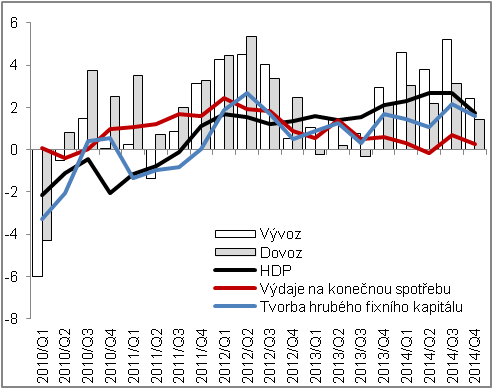 6
4
2
0
-2
-4
-6
-8
Vývoz
Dovoz
HDP
Výdaje na konečnou spotřebu
Tvorba hrubého fixního kapitálu
2010/Q1
2010/Q2
2010/Q3
2010/Q4
2011/Q1
2011/Q2
2011/Q3
2011/Q4
2012/Q1
2012/Q2
2012/Q3
2012/Q4
2013/Q1
2013/Q2
2013/Q3
2013/Q4
2014/Q1
2014/Q2
2014/Q3
2014/Q4